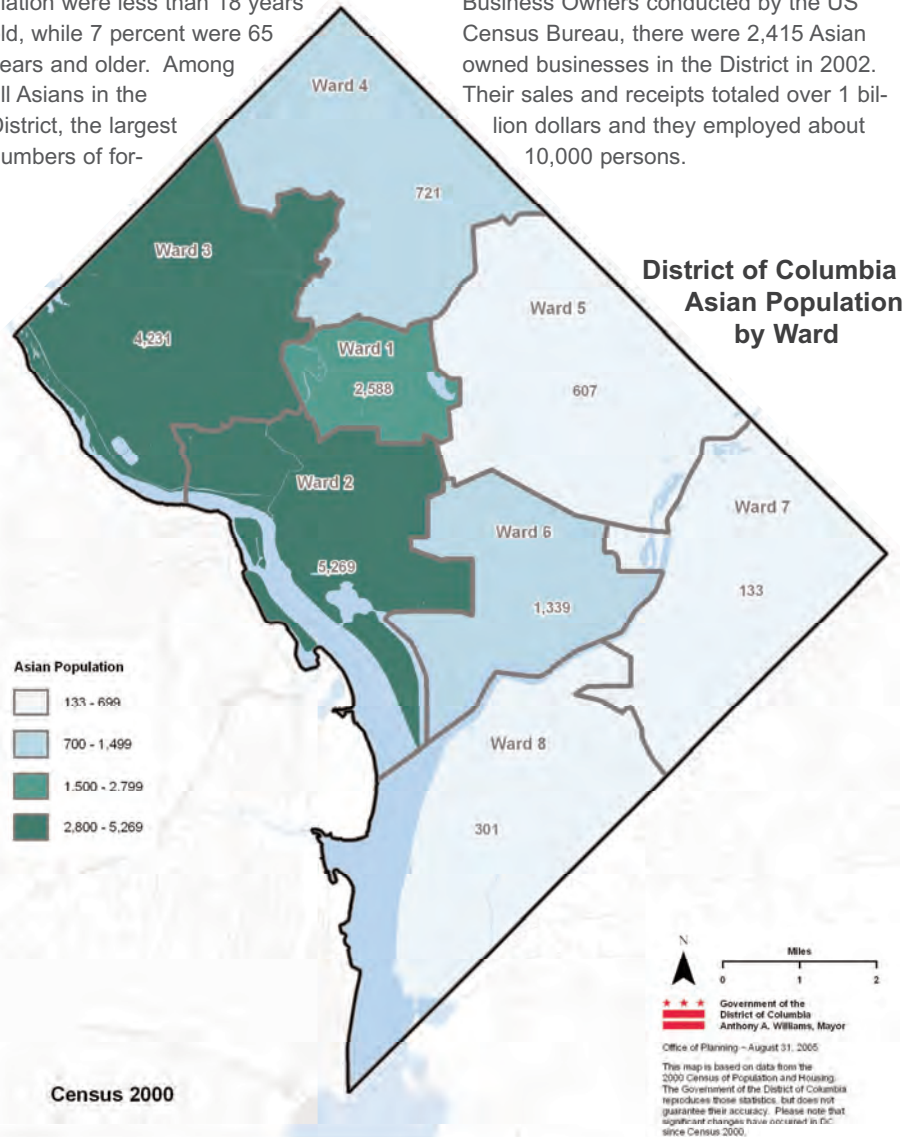 lation were less than 18 years
ld, while 7 percent were 65
ears and older. Among
ll Asians in the
District, the largest
umbers of for-
Business Owners conducted by the US
Census Bureau, there were 2,415 Asian
owned businesses in the District in 2002.
Their sales and receipts totaled over 1 bil-
lion dollars and they employed about
10,000 persons.
District of Columbia
Asian Population
by Ward
Ward 4
721
Ward 3
4,231
Ward 5
607
Ward 1
2,588
Ward 2
5,269
Ward 6
1,339
Ward 7
133
Ward 8
301
Asian Population
133 - 699
700 - 1,499
1.500 - 2.799
2,800 - 5,269
Census 2000
N
Miles
0 1 2
Government of the
District of Columbia
Anthony A. Williams, Mayor
Office of Planning ~ August 31, 2005
This map is based on data from the
2000 Census of Population and Housing.
The Government of the District of Columbia
reproduces those statistics, but does not
guarantee their accuracy. Please note that
significant changes have occurred in DC
since Census 2000.